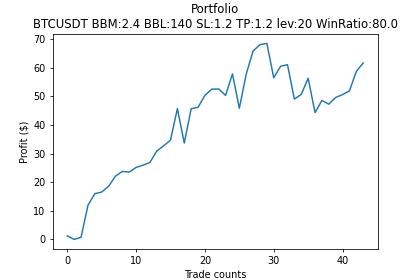 Portfolio
BTCUSDT BBM:2.4 BBL:140 SL:1.2 TP:1.2 lev:20 WinRatio:80.0
70
60
50
40
30
20
10
0
Profit ($)
0 10 20 30 40
Trade counts